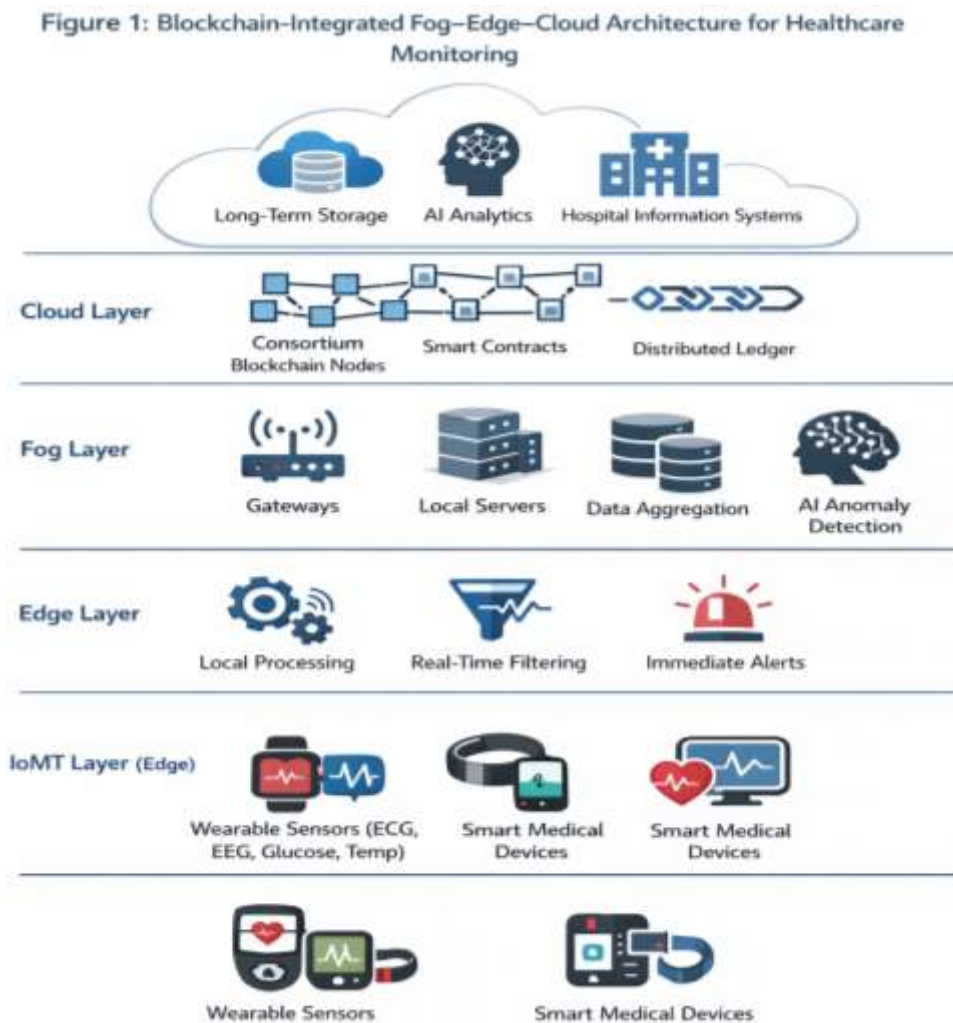 Figure 1: Blockchain-Integrated Fog–Edge–Cloud Architecture for Healthcare
Monitoring
Long-Term Storage
AI Analytics
Hospital Information Systems
Cloud Layer
Consortium
Blockchain Nodes
Smart Contracts
Distributed Ledger
Fog Layer
Gateways
Local Servers
Data Aggregation
AI Anomaly
Detection
Edge Layer
Local Processing
Real-Time Filtering
Immediate Alerts
IoMT Layer (Edge)
Wearable Sensors (ECG,
EEG, Glucose, Temp)
Smart Medical
Devices
Smart Medical
Devices
Wearable Sensors
Smart Medical Devices